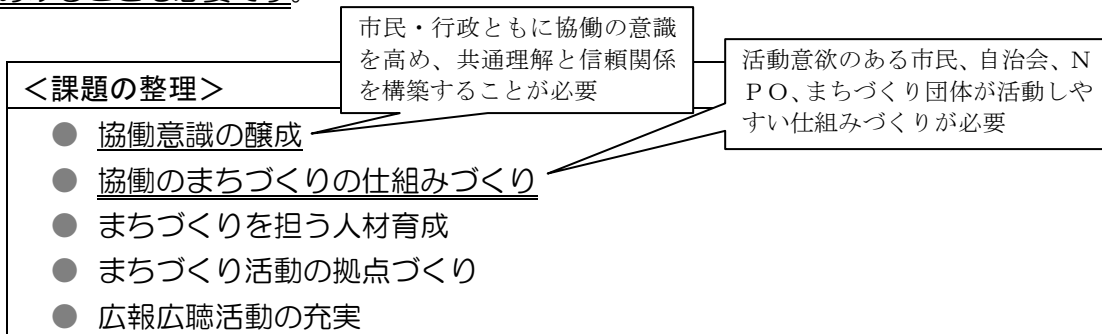 めることも必要です。
市民・行政ともに協働の意識
を高め、共通理解と信頼関係
を構築することが必要
活動意欲のある市民、自治会、N
PO、まちづくり団体が活動しや
すい仕組みづくりが必要
<課題の整理>
● 協働意識の醸成
● 協働のまちづくりの仕組みづくり
● まちづくりを担う人材育成
● まちづくり活動の拠点づくり
● 広報広聴活動の充実